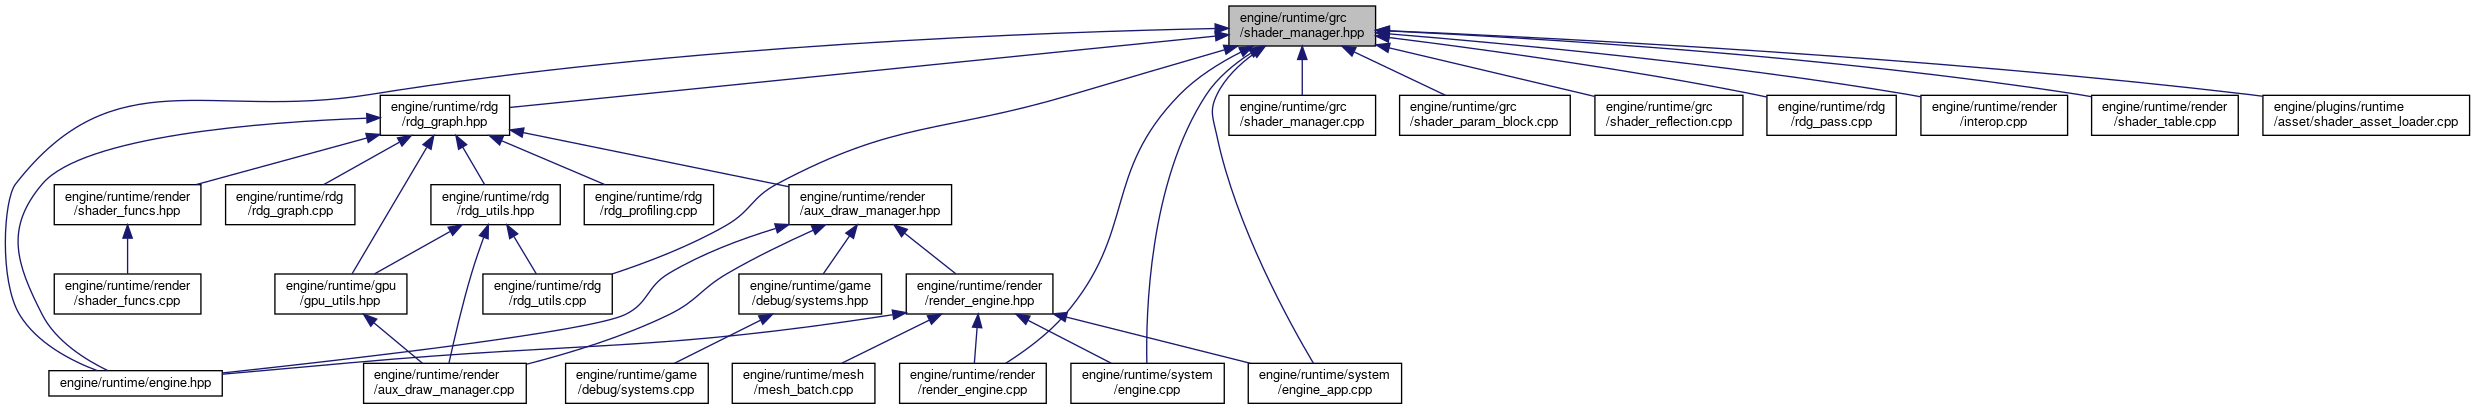 engine/runtime/grc
/shader_manager.hpp
engine/runtime/rdg
/rdg_graph.hpp
engine/runtime/grc
/shader_manager.cpp
engine/runtime/grc
/shader_param_block.cpp
engine/runtime/grc
/shader_reflection.cpp
engine/runtime/rdg
/rdg_pass.cpp
engine/runtime/render
/interop.cpp
engine/runtime/render
/shader_table.cpp
engine/plugins/runtime
/asset/shader_asset_loader.cpp
engine/runtime/render
/shader_funcs.hpp
engine/runtime/rdg
/rdg_graph.cpp
engine/runtime/rdg
/rdg_utils.hpp
engine/runtime/rdg
/rdg_profiling.cpp
engine/runtime/render
/aux_draw_manager.hpp
engine/runtime/render
/shader_funcs.cpp
engine/runtime/gpu
/gpu_utils.hpp
engine/runtime/rdg
/rdg_utils.cpp
engine/runtime/game
/debug/systems.hpp
engine/runtime/render
/render_engine.hpp
engine/runtime/engine.hpp
engine/runtime/render
/aux_draw_manager.cpp
engine/runtime/game
/debug/systems.cpp
engine/runtime/mesh
/mesh_batch.cpp
engine/runtime/render
/render_engine.cpp
engine/runtime/system
/engine.cpp
engine/runtime/system
/engine_app.cpp